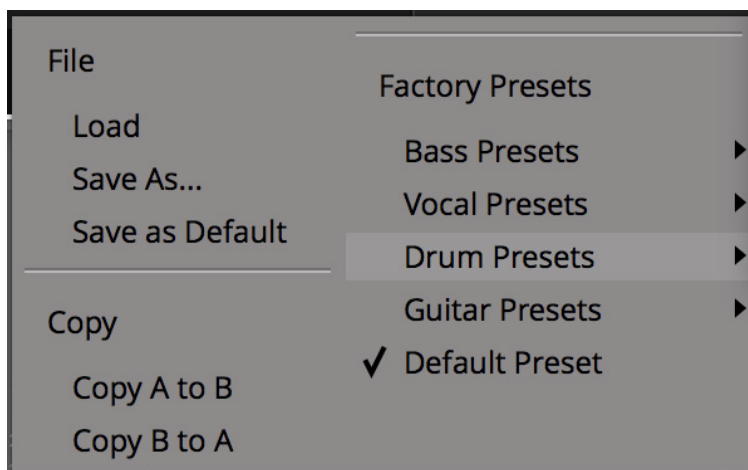 File
Load
Save As...
Save as Default
Copy
Copy A to B
Copy B to A
Factory Presets
Bass Presets
Vocal Presets
Drum Presets
Guitar Presets
Default Preset